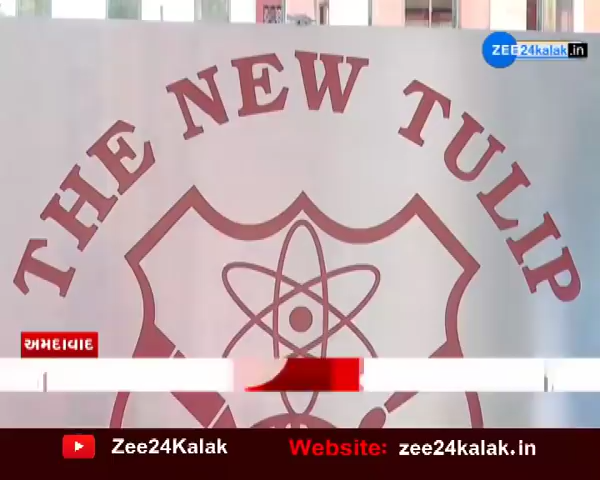 ZEE24kalak.in
THE NEW TULIP
અમદાવાદ
Zee24Kalak Website: zee24kalak.in